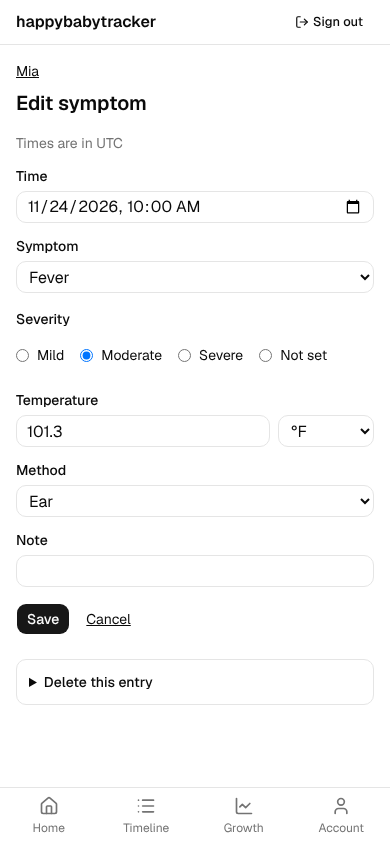 happybabytracker
Sign out
Mia
Edit symptom
Times are in UTC
Time
11/24/2026, 10:00 AM
Symptom
Fever
Severity
Mild Moderate Severe Not set
Temperature
101.3 °F
Method
Ear
Note
Save Cancel
Delete this entry
Home Timeline Growth Account